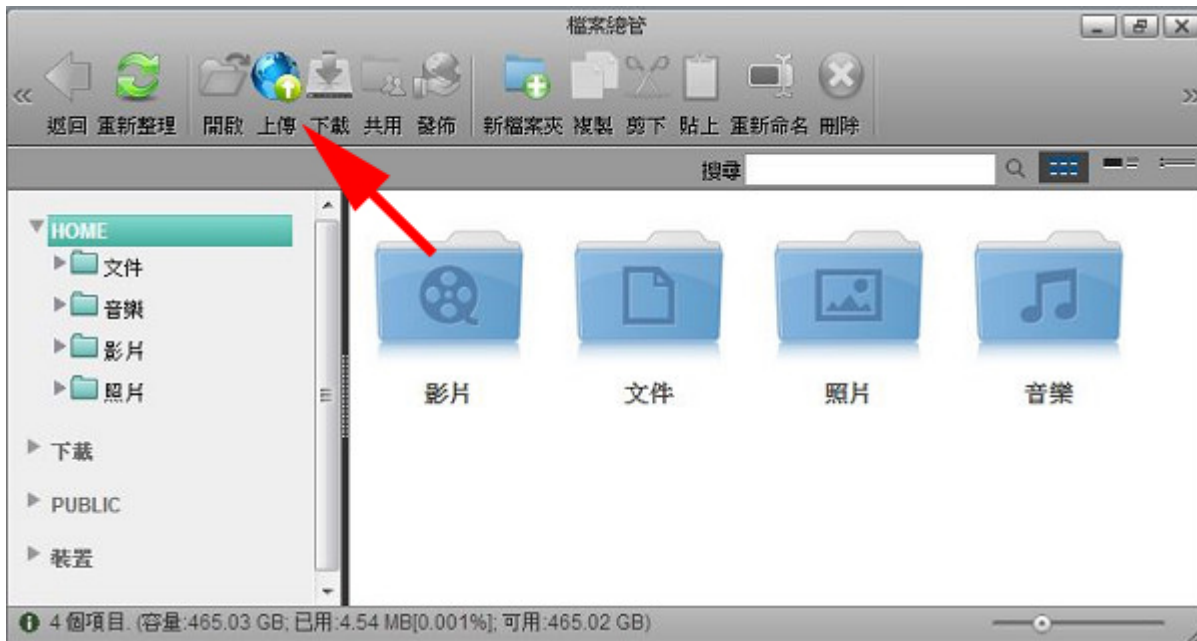 檔案總管
返回 重新整理 開啟 上傳 下載 共用 發佈 新檔案夾 複製 剪下 貼上 重新命名 刪除
搜尋
HOME
文件
音樂
影片
照片
下載
PUBLIC
裝置
影片 文件 照片 音樂
4 個項目. (容量:465.03 GB; 已用:4.54 MB[0.001%]; 可用:465.02 GB)